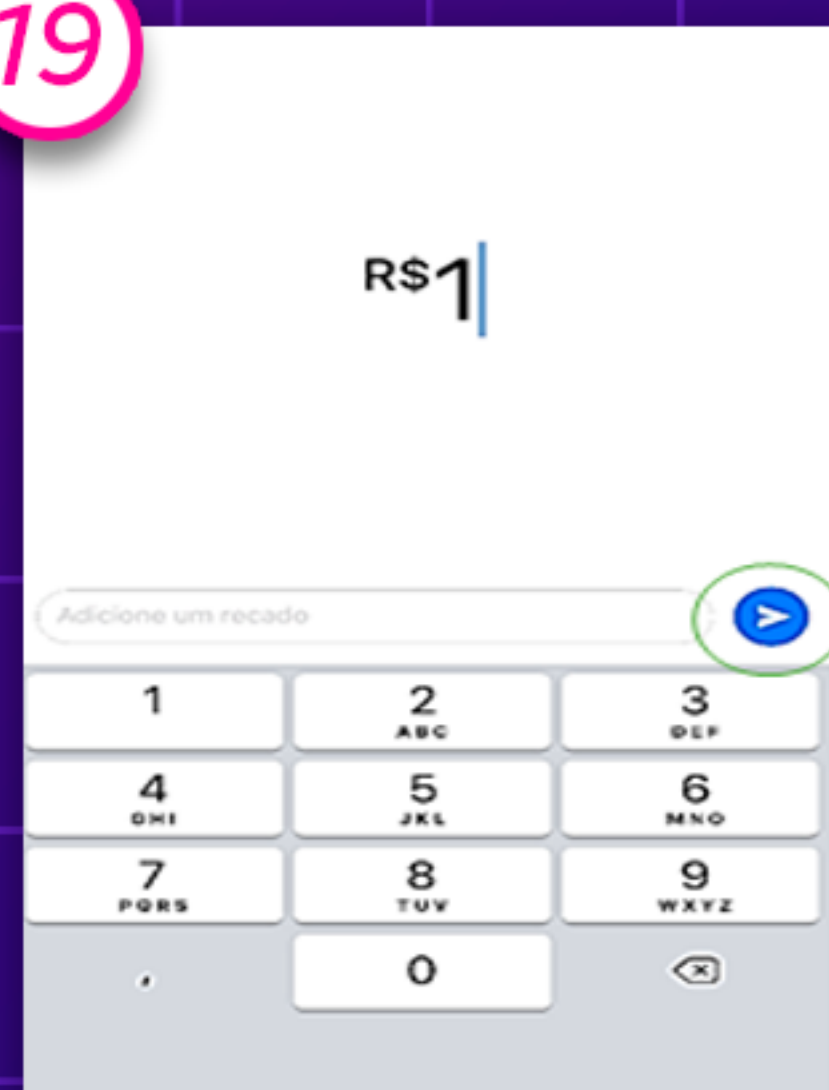 19
R$1
Adicione um recado
1 2 3
ABC DEF
4 5 6
GHI JKL MNO
7 8 9
PQRS TUV WXYZ
, 0